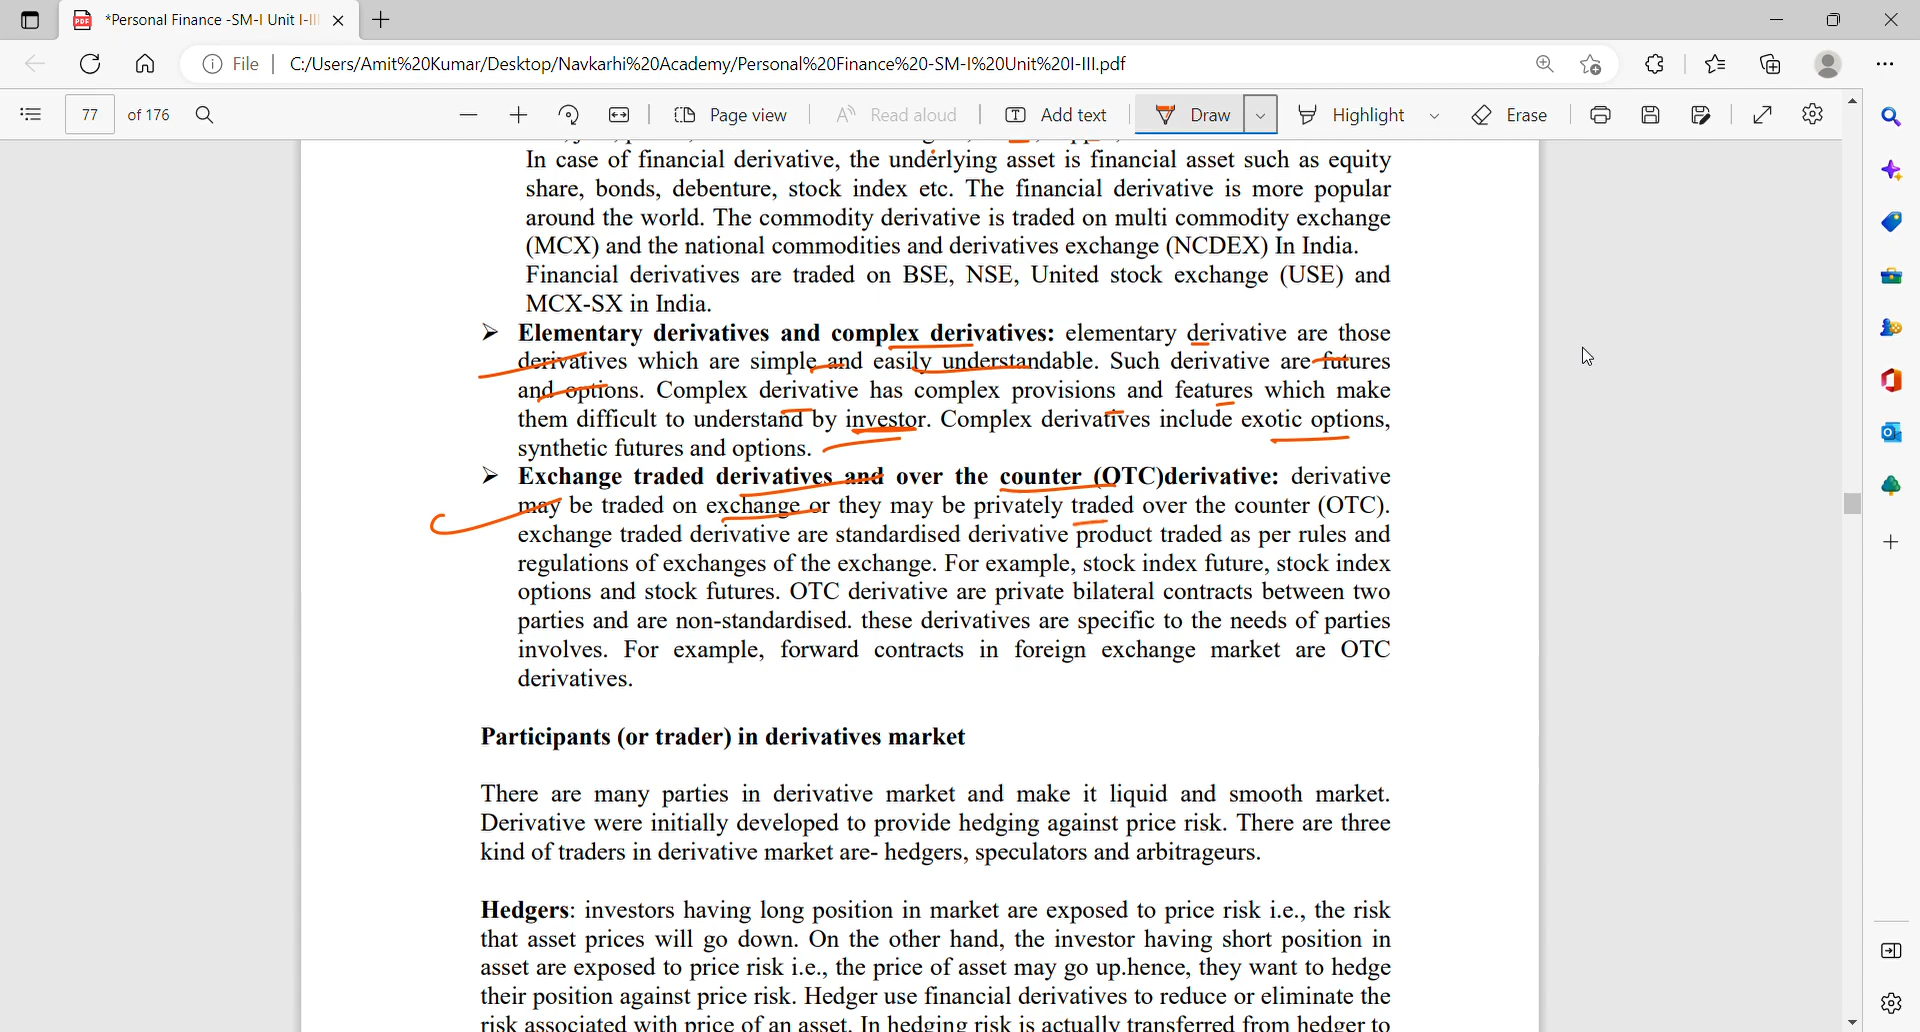 *Personal Finance -SM-I Unit I-III
File C:/Users/Amit%20Kumar/Desktop/Navkarhi%20Academy/Personal%20Finance%20-SM-I%20Unit%20I-III.pdf
77 of 176 Page view Read aloud Add text Draw Highlight Erase
In case of financial derivative, the underlying asset is financial asset such as equity
share, bonds, debenture, stock index etc. The financial derivative is more popular
around the world. The commodity derivative is traded on multi commodity exchange
(MCX) and the national commodities and derivatives exchange (NCDEX) In India.
Financial derivatives are traded on BSE, NSE, United stock exchange (USE) and
MCX-SX in India.
➢ Elementary derivatives and complex derivatives: elementary derivative are those
derivatives which are simple and easily understandable. Such derivative are futures
and options. Complex derivative has complex provisions and features which make
them difficult to understand by investor. Complex derivatives include exotic options,
synthetic futures and options.
➢ Exchange traded derivatives and over the counter (OTC)derivative: derivative
may be traded on exchange or they may be privately traded over the counter (OTC).
exchange traded derivative are standardised derivative product traded as per rules and
regulations of exchanges of the exchange. For example, stock index future, stock index
options and stock futures. OTC derivative are private bilateral contracts between two
parties and are non-standardised. these derivatives are specific to the needs of parties
involves. For example, forward contracts in foreign exchange market are OTC
derivatives.
Participants (or trader) in derivatives market
There are many parties in derivative market and make it liquid and smooth market.
Derivative were initially developed to provide hedging against price risk. There are three
kind of traders in derivative market are- hedgers, speculators and arbitrageurs.
Hedgers: investors having long position in market are exposed to price risk i.e., the risk
that asset prices will go down. On the other hand, the investor having short position in
asset are exposed to price risk i.e., the price of asset may go up.hence, they want to hedge
their position against price risk. Hedger use financial derivatives to reduce or eliminate the
risk associated with price of an asset. In hedging risk is actually transferred from hedger to